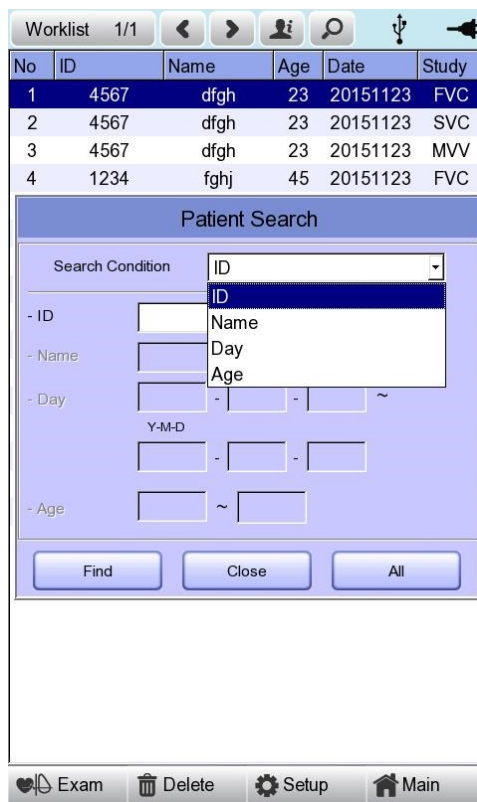 Worklist 1/1
No ID Name Age Date Study
1 4567 dfgh 23 20151123 FVC
2 4567 dfgh 23 20151123 SVC
3 4567 dfgh 23 20151123 MVV
4 1234 fghj 45 20151123 FVC
Patient Search
Search Condition ID
ID
Name
Day
Age
- ID
- Name
- Day - - ~
Y-M-D
- -
- Age ~
Find Close All
Exam Delete Setup Main